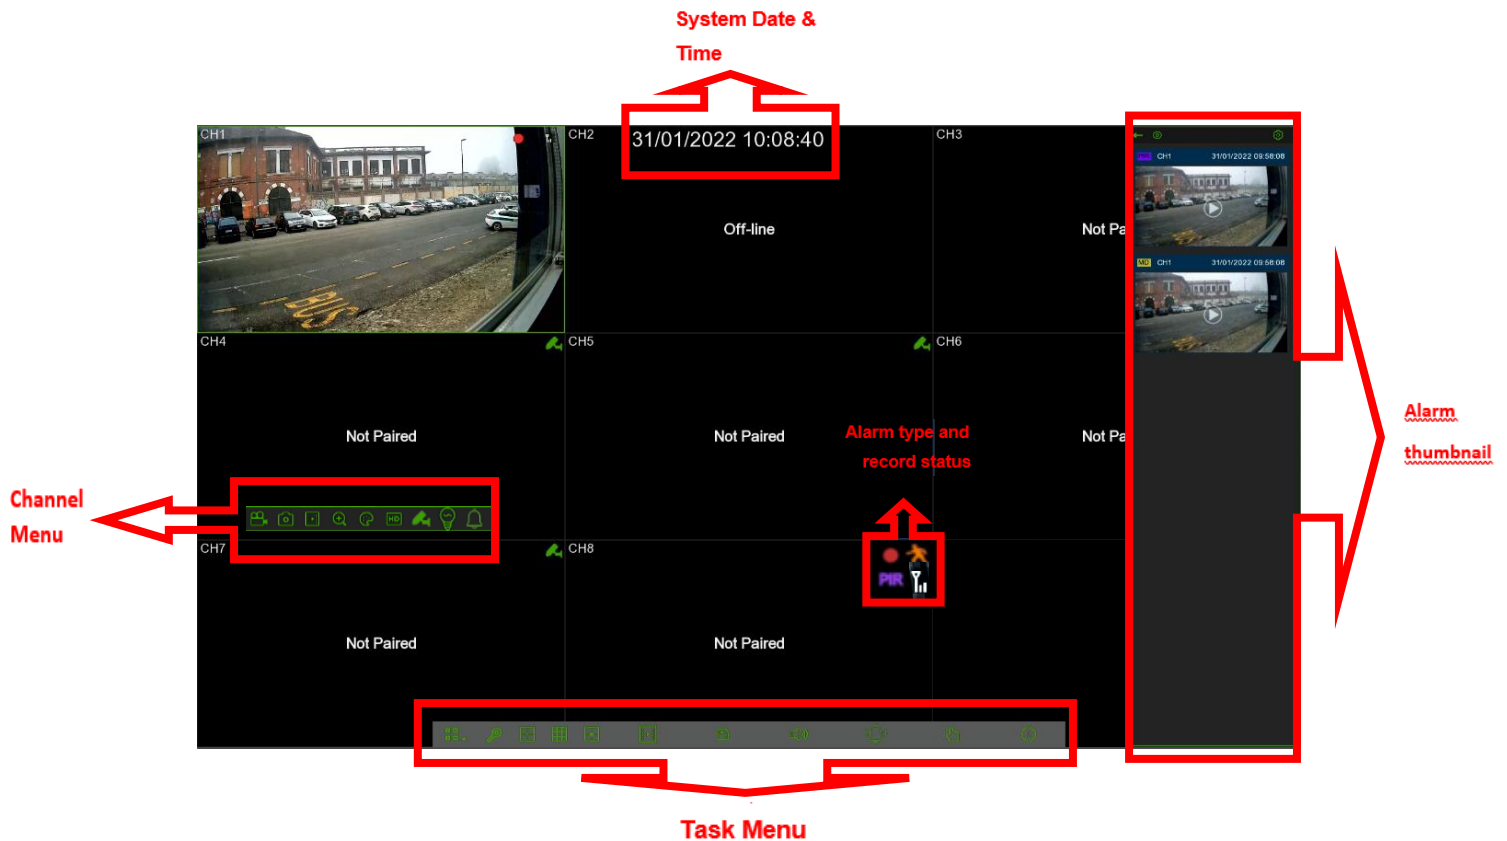 System Date &
Time
CH1
CH2
31/01/2022 10:08:40
CH3
CH1
31/01/2022 09:58:08
Off-line
Not Pa
BUS
MD
CH1
31/01/2022 09:58:08
CH4
CH5
CH6
Not Paired
Not Paired
Not Pa
Alarm type and
record status
Alarm
thumbnail
Channel
Menu
HD
CH7
CH8
PIR
Not Paired
Not Paired
Task Menu